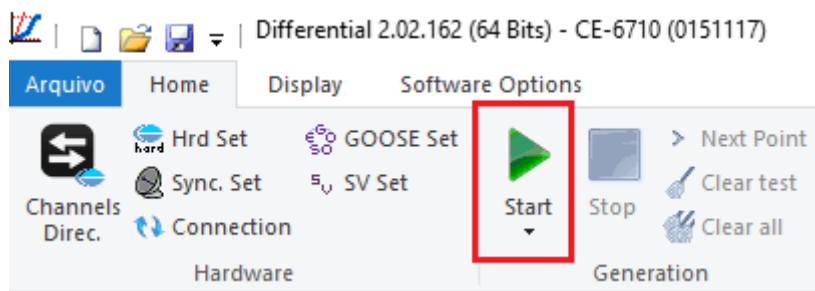 Differential 2.02.162 (64 Bits) - CE-6710 (0151117)
Arquivo Home Display Software Options
hard Hrd Set GOOSE Set > Next Point
Sync. Set SV Set Clear test
Channels Direc. Connection Start Stop Clear all
Hardware Generation